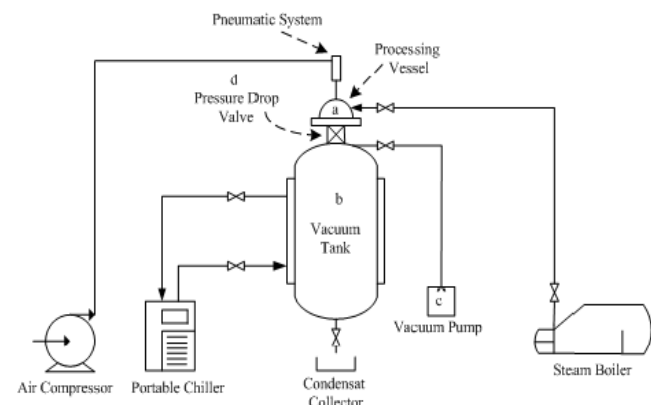 Pneumatic System
Processing
Vessel
d
Pressure Drop
Valve
a
b
Vacuum
Tank
c
Vacuum Pump
Steam Boiler
Air Compressor
Portable Chiller
Condensat
Collector